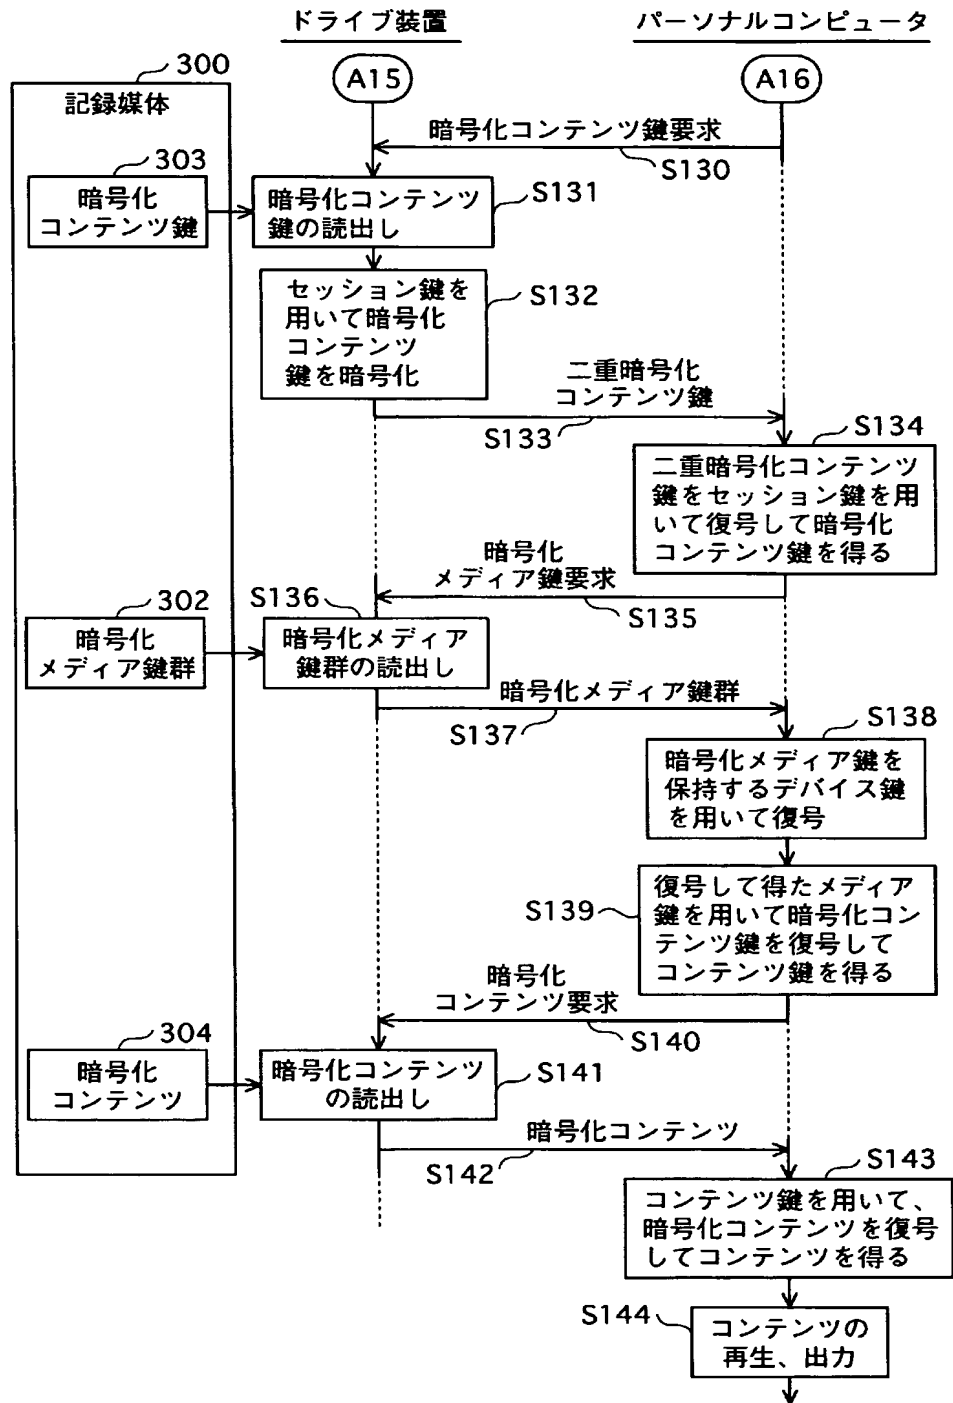 ドライブ装置
パーソナルコンピュータ
300
A15
A16
記録媒体
暗号化コンテンツ鍵要求
S130
303
暗号化
コンテンツ鍵
暗号化コンテンツ
鍵の読出し
S131
セッション鍵を
用いて暗号化
コンテンツ
鍵を暗号化
S132
二重暗号化
コンテンツ鍵
S133
S134
二重暗号化コンテンツ
鍵をセッション鍵を用
いて復号して暗号化
コンテンツ鍵を得る
暗号化
メディア鍵要求
S135
302
S136
暗号化
メディア鍵群
暗号化メディア
鍵群の読出し
暗号化メディア鍵群
S137
S138
暗号化メディア鍵を
保持するデバイス鍵
を用いて復号
S139
復号して得たメディア
鍵を用いて暗号化コン
テンツ鍵を復号して
コンテンツ鍵を得る
暗号化
コンテンツ要求
S140
304
暗号化
コンテンツ
暗号化コンテンツ
の読出し
S141
暗号化コンテンツ
S142
S143
コンテンツ鍵を用いて、
暗号化コンテンツを復号
してコンテンツを得る
S144
コンテンツの
再生、出力